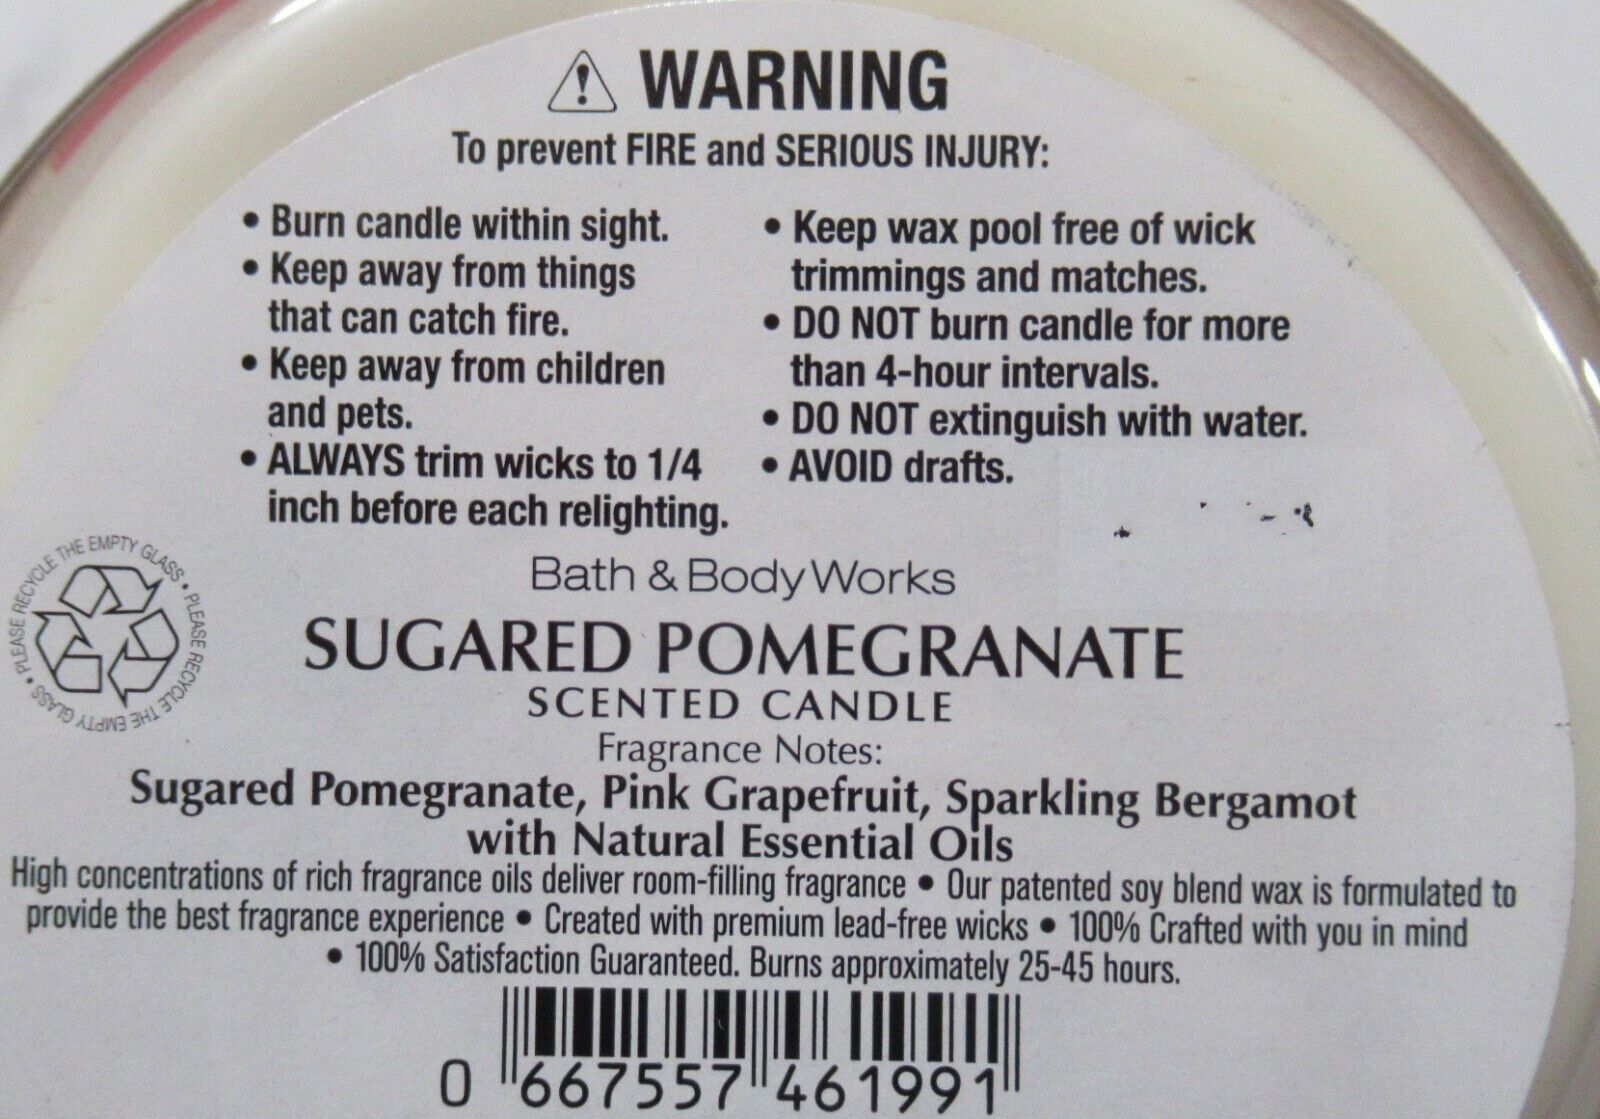 WARNING
To prevent FIRE and SERIOUS INJURY:
• Burn candle within sight.
• Keep away from things
that can catch fire.
• Keep away from children
and pets.
• ALWAYS trim wicks to 1/4
inch before each relighting.
• Keep wax pool free of wick
trimmings and matches.
• DO NOT burn candle for more
than 4-hour intervals.
• DO NOT extinguish with water.
• AVOID drafts.
PLEASE RECYCLE THE EMPTY GLASS • PLEASE RECYCLE THE EMPTY GLASS •
Bath & Body Works
SUGARED POMEGRANATE
SCENTED CANDLE
Fragrance Notes:
Sugared Pomegranate, Pink Grapefruit, Sparkling Bergamot
with Natural Essential Oils
High concentrations of rich fragrance oils deliver room-filling fragrance • Our patented soy blend wax is formulated to
provide the best fragrance experience • Created with premium lead-free wicks • 100% Crafted with you in mind
• 100% Satisfaction Guaranteed. Burns approximately 25-45 hours.
0 667557 461991